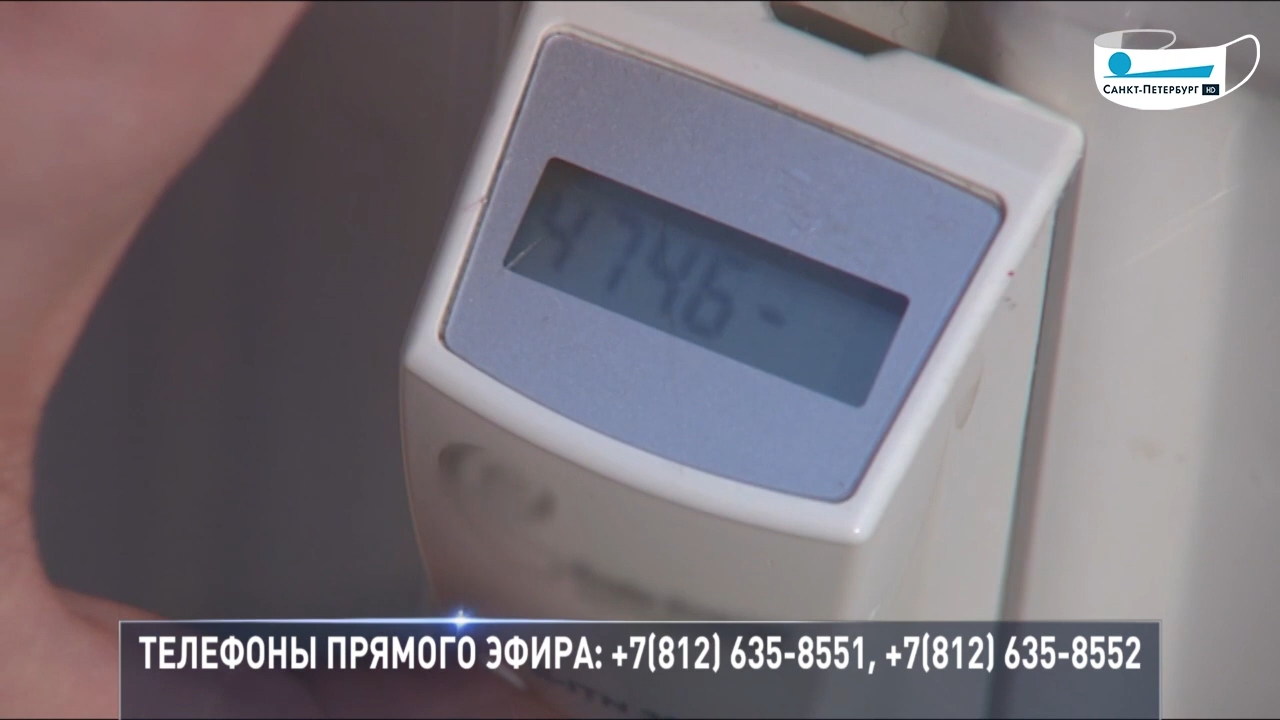 САНКТ-ПЕТЕРБУРГ HD
4746-
ТЕЛЕФОНЫ ПРЯМОГО ЭФИРА: +7(812) 635-8551, +7(812) 635-8552